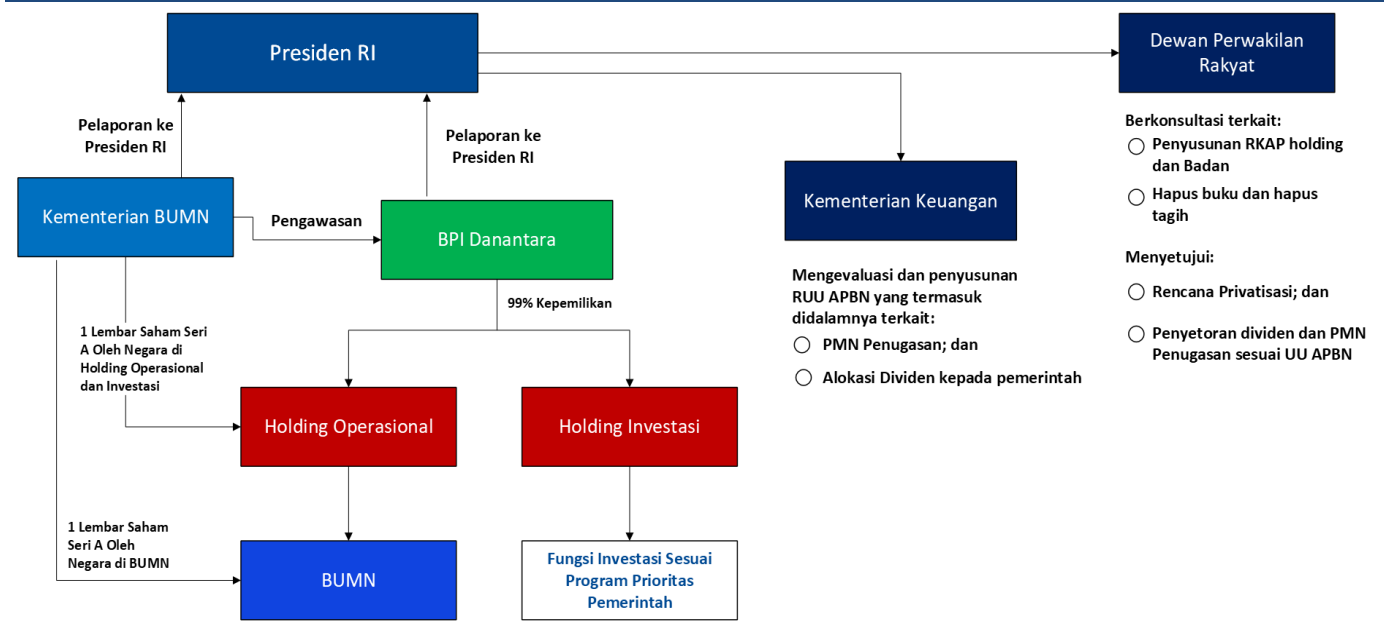 Presiden RI
Dewan Perwakilan
Rakyat
Pelaporan ke
Presiden RI
Pelaporan ke
Presiden RI
Kementerian BUMN
Pengawasan
BPI Danantara
Kementerian Keuangan
Berkonsultasi terkait:
Penyusunan RKAP holding
dan Badan
Hapus buku dan hapus
tagih
Menyetujui:
Rencana Privatisasi; dan
Penyetoran dividen dan PMN
Penugasan sesuai UU APBN
Mengevaluasi dan penyusunan
RUU APBN yang termasuk
didalamnya terkait:
PMN Penugasan; dan
Alokasi Dividen kepada pemerintah
99% Kepemilikan
1 Lembar Saham Seri
A Oleh Negara di
Holding Operasional
dan Investasi
Holding Operasional
Holding Investasi
1 Lembar Saham
Seri A Oleh
Negara di BUMN
BUMN
Fungsi Investasi Sesuai
Program Prioritas
Pemerintah